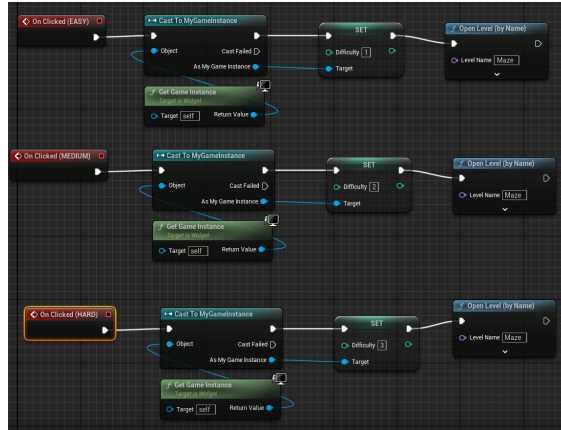 On Clicked (EASY)
Cast To MyGameInstance
Object
Cast Failed
As My Game Instance
Get Game Instance
Target is Widget
Target self
Return Value
SET
Difficulty 1
Target
Open Level (by Name)
Level Name Maze
On Clicked (MEDIUM)
Cast To MyGameInstance
Object
Cast Failed
As My Game Instance
Get Game Instance
Target is Widget
Target self
Return Value
SET
Difficulty 2
Target
Open Level (by Name)
Level Name Maze
On Clicked (HARD)
Cast To MyGameInstance
Object
Cast Failed
As My Game Instance
Get Game Instance
Target is Widget
Target self
Return Value
SET
Difficulty 3
Target
Open Level (by Name)
Level Name Maze